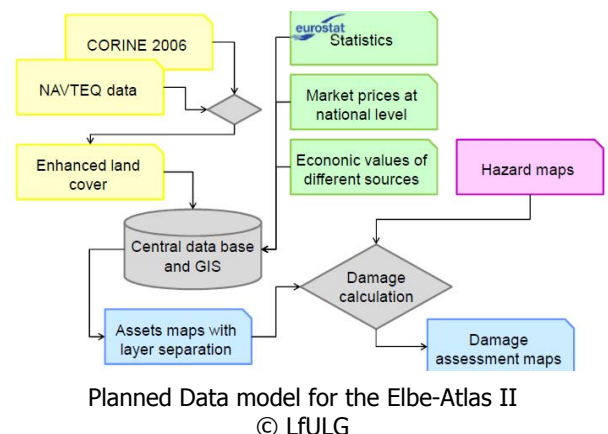 CORINE 2006
NAVTEQ data
Enhanced land
cover
eurostat
Statistics
Market prices at
national level
Econonic values of
different sources
Hazard maps
Central data base
and GIS
Damage
calculation
Assets maps with
layer separation
Damage
assessment maps
Planned Data model for the Elbe-Atlas II
© LfULG